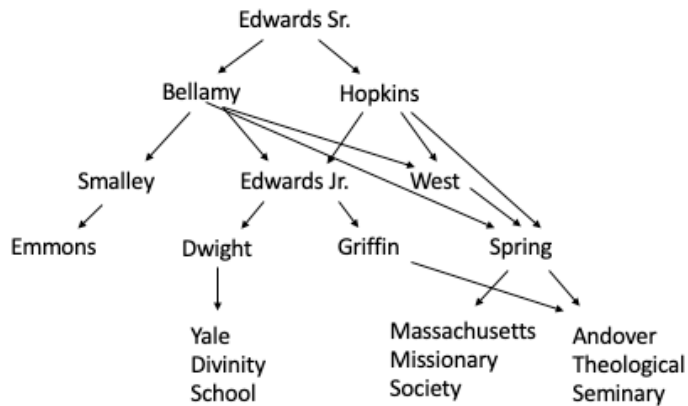 Edwards Sr.
Bellamy
Hopkins
Smalley
Edwards Jr.
West
Emmons
Dwight
Griffin
Spring
Yale
Divinity
School
Massachusetts
Missionary
Society
Andover
Theological
Seminary